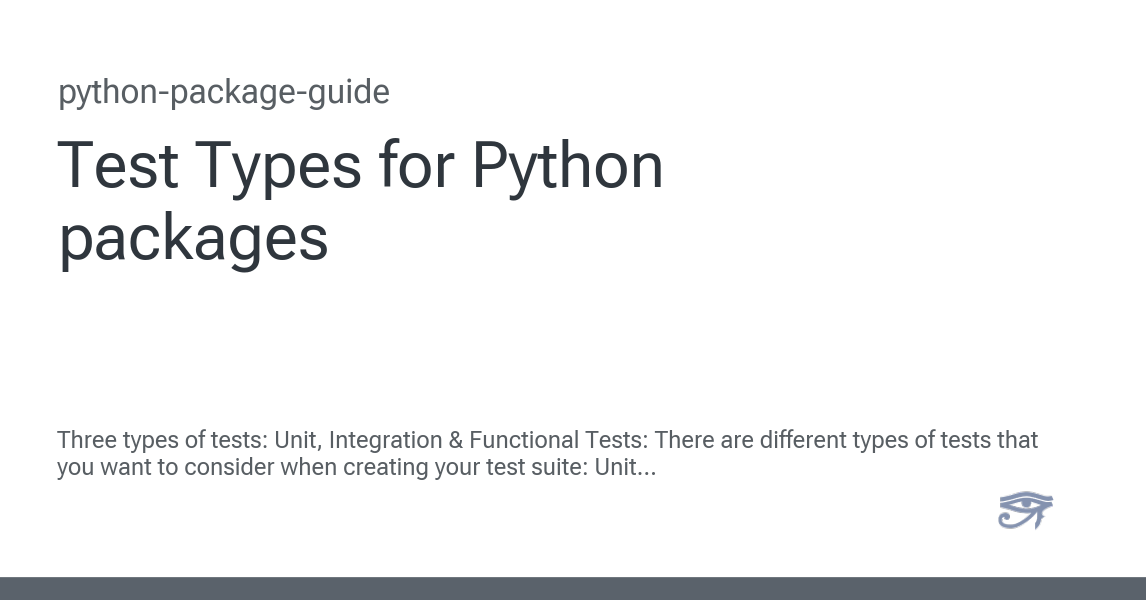 python-package-guide
Test Types for Python
packages
Three types of tests: Unit, Integration & Functional Tests: There are different types of tests that
you want to consider when creating your test suite: Unit...